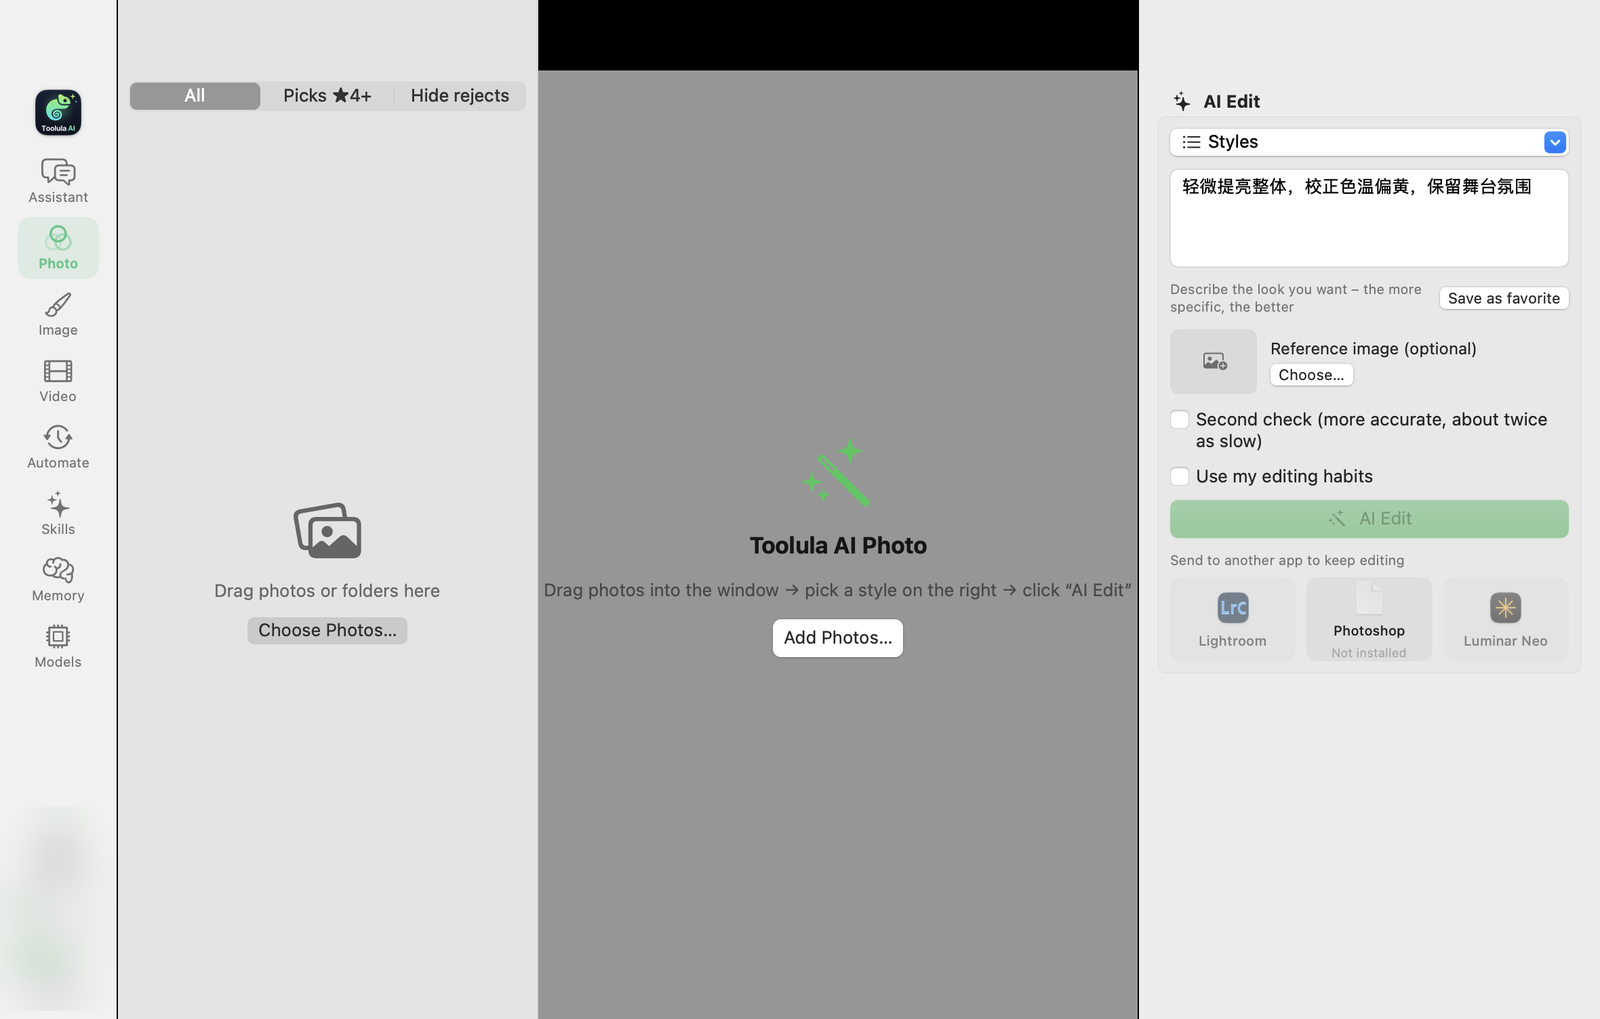 Toolula AI
Assistant
Photo
Image
Video
Automate
Skills
Memory
Models
All
Picks ★4+
Hide rejects
Drag photos or folders here
Choose Photos...
Toolula AI Photo
Drag photos into the window → pick a style on the right → click “AI Edit”
Add Photos...
AI Edit
Styles
轻微提亮整体，校正色温偏黄，保留舞台氛围
Describe the look you want – the more
specific, the better
Save as favorite
Reference image (optional)
Choose...
Second check (more accurate, about twice
as slow)
Use my editing habits
AI Edit
Send to another app to keep editing
LrC
Lightroom
Photoshop
Not installed
Luminar Neo